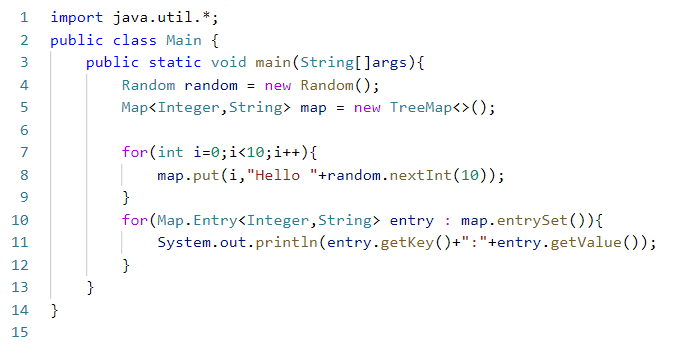 1 import java.util.*;
2 public class Main {
3     public static void main(String[]args){
4         Random random = new Random();
5         Map<Integer,String> map = new TreeMap<>();
6
7         for(int i=0;i<10;i++){
8             map.put(i,"Hello "+random.nextInt(10));
9         }
10         for(Map.Entry<Integer,String> entry : map.entrySet()){
11             System.out.println(entry.getKey()+":"+entry.getValue());
12         }
13     }
14 }
15